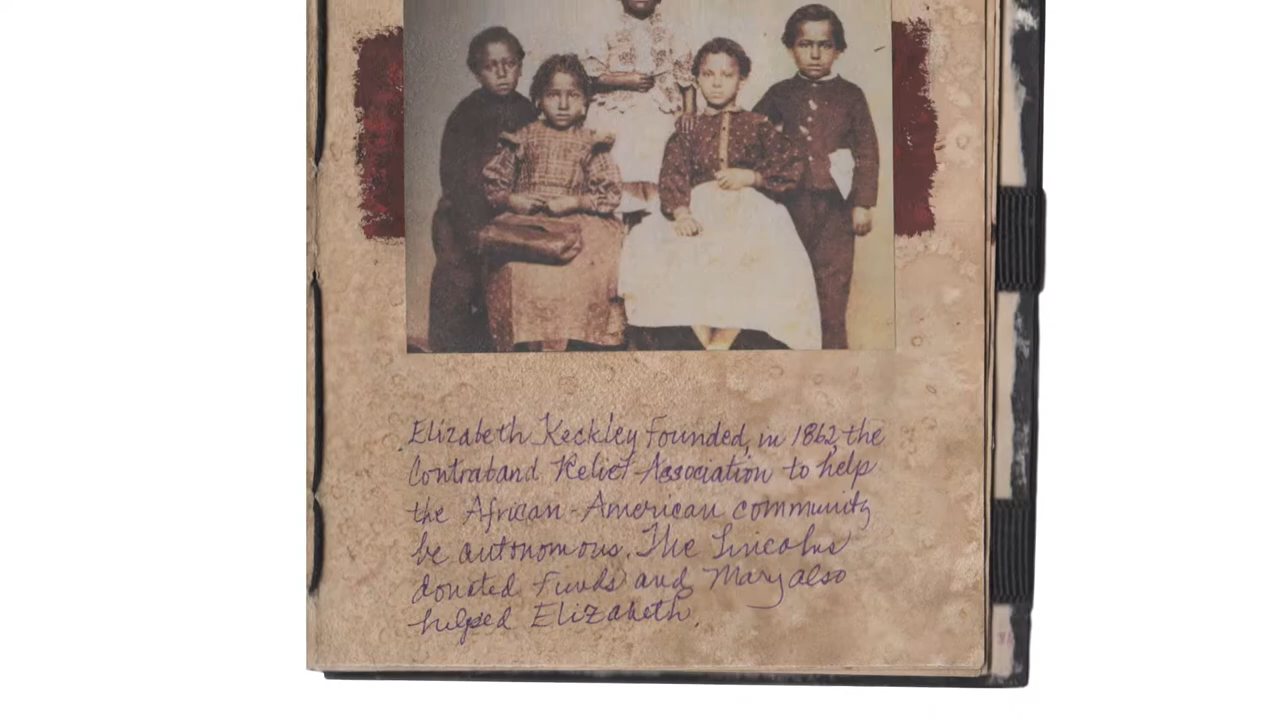 Elizabeth Keckley founded, in 1862, the
Contraband Relief Association to help
the African-American community
be autonomous. The Lincolns
donated funds and Mary also
helped Elizabeth.